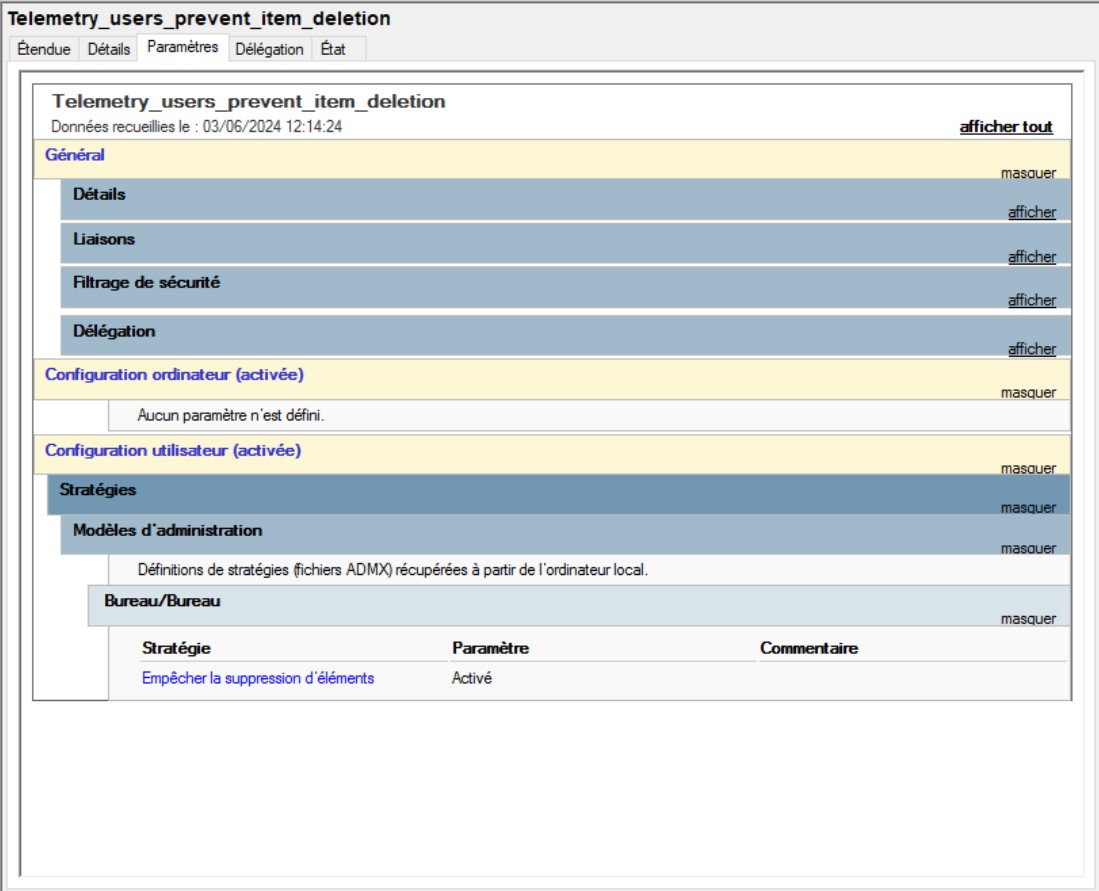 Telemetry_users_prevent_item_deletion
Étendue Détails Paramètres Délégation État
Telemetry_users_prevent_item_deletion
Données recueillies le : 03/06/2024 12:14:24 afficher tout
Général
masquer
Détails
afficher
Liaisons
afficher
Filtrage de sécurité
afficher
Délégation
afficher
Configuration ordinateur (activée)
masquer
Aucun paramètre n'est défini.
Configuration utilisateur (activée)
masquer
Stratégies
masquer
Modèles d'administration
masquer
Définitions de stratégies (fichiers ADMX) récupérées à partir de l'ordinateur local.
Bureau/Bureau
masquer
Stratégie Paramètre Commentaire
Empêcher la suppression d'éléments Activé